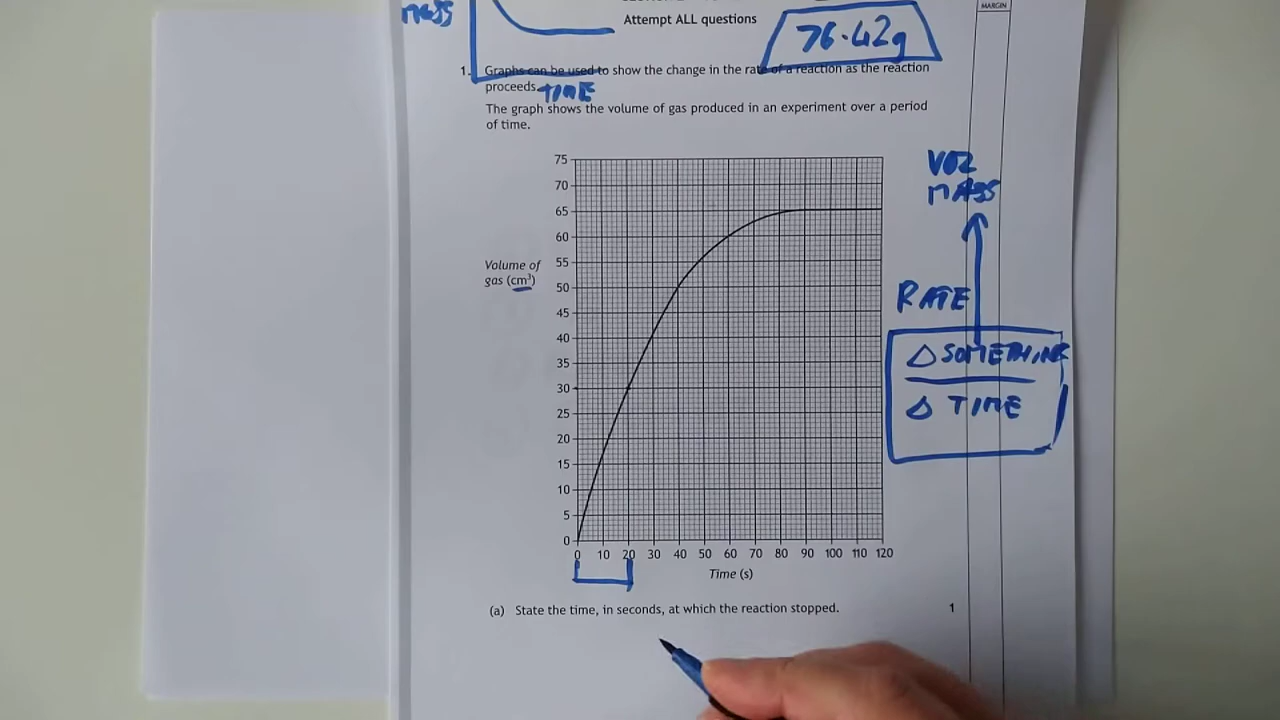 MASS
Attempt ALL questions
76.42g
MARGIN
1. Graphs can be used to show the change in the rate of a reaction as the reaction
proceeds.
TIME
The graph shows the volume of gas produced in an experiment over a period
of time.
75
70
65
60
55
50
45
40
35
30
25
20
15
10
5
0
Volume of
gas (cm³)
0 10 20 30 40 50 60 70 80 90 100 110 120
Time (s)
VOL
MASS
RATE
Δ SOMETHING
Δ TIME
(a) State the time, in seconds, at which the reaction stopped.
1